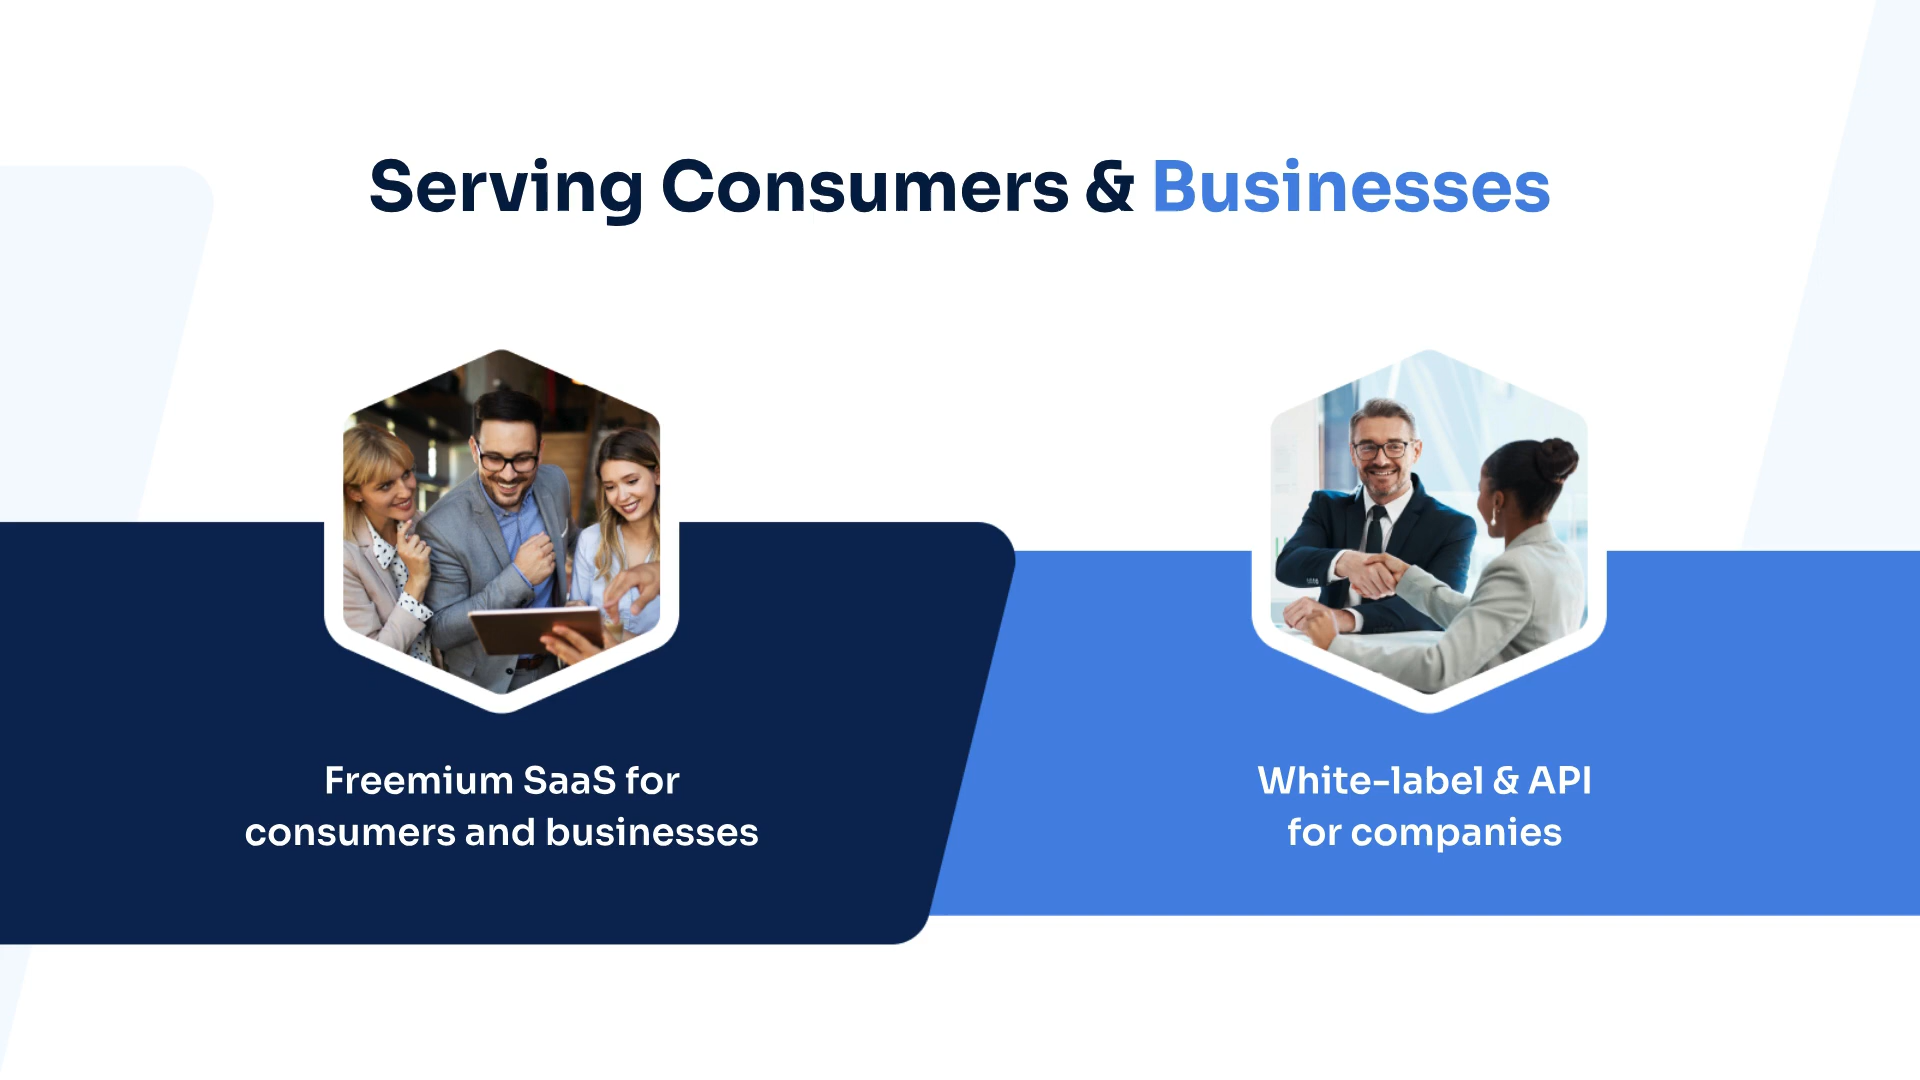 Serving Consumers & Businesses
Freemium SaaS for
consumers and businesses
White-label & API
for companies